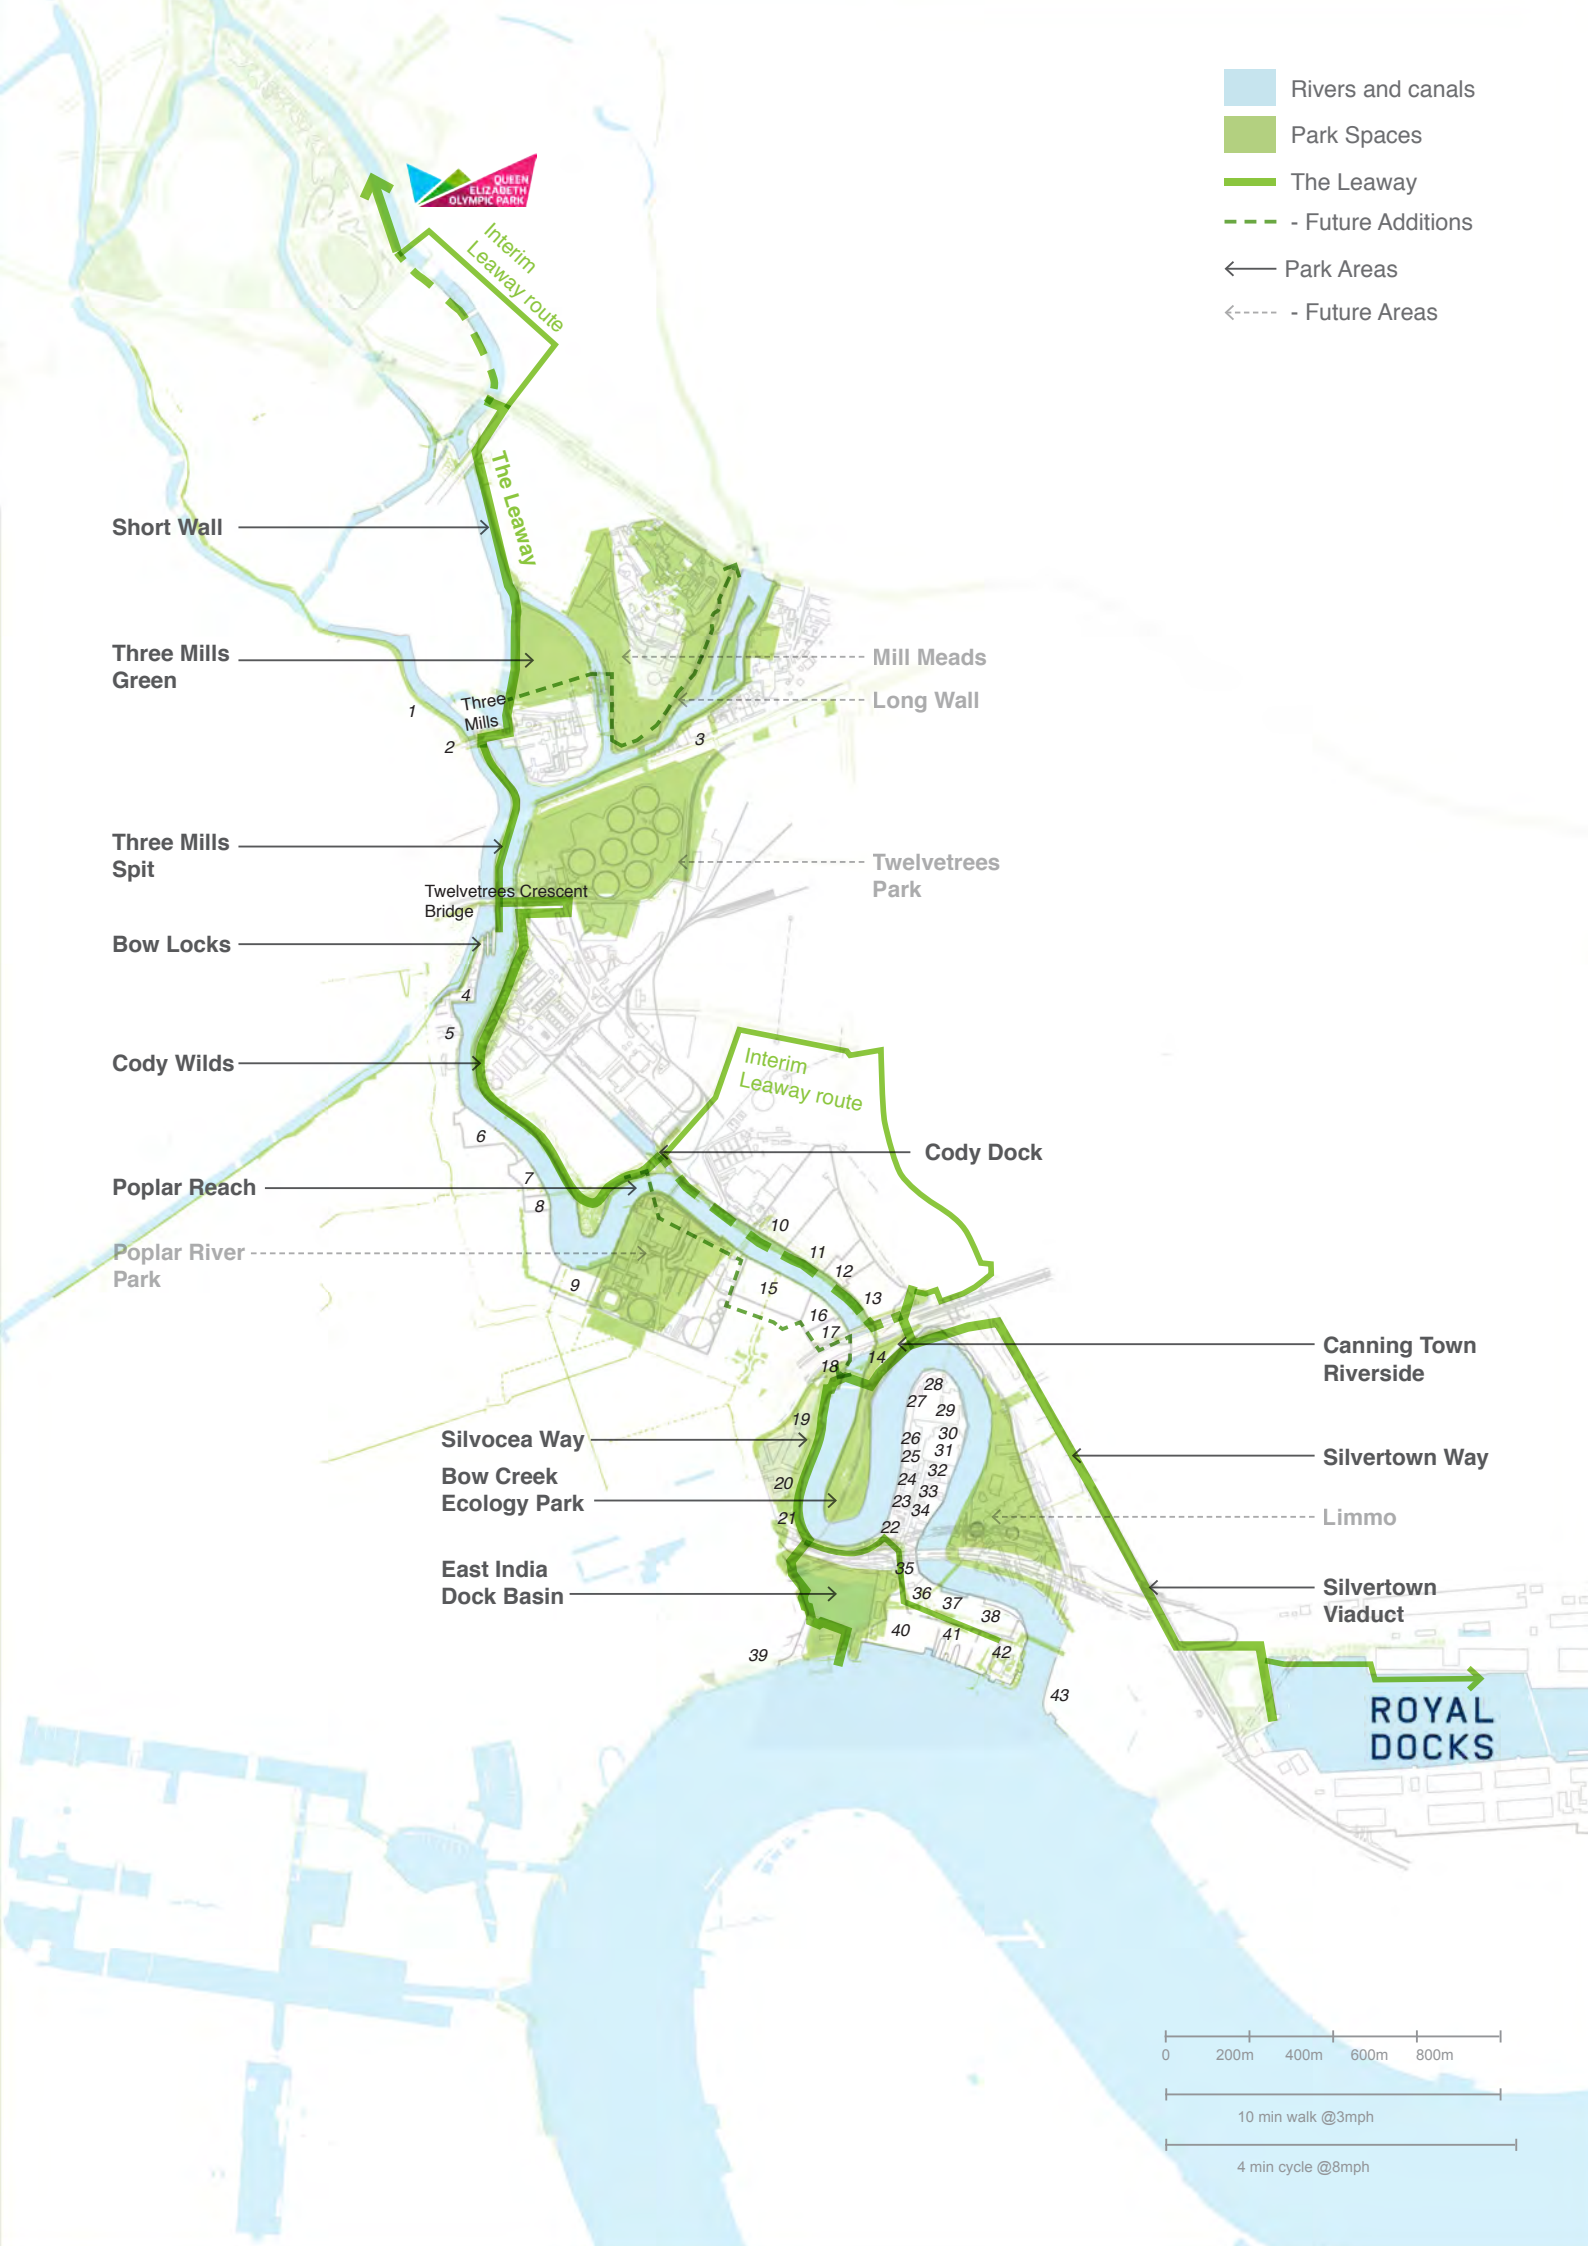 Rivers and canals
Park Spaces
The Leaway
- Future Additions
Park Areas
- Future Areas
QUEEN
ELIZABETH
OLYMPIC PARK
Interim
Leaway route
The Leaway
Short Wall
Three Mills
Green
Mill Meads
Long Wall
Three
Mills
1
2
3
Three Mills
Spit
Twelvetrees
Park
Twelvetrees Crescent
Bridge
Bow Locks
4
5
Cody Wilds
Interim
Leaway route
6
Cody Dock
7
Poplar Reach
8
10
Poplar River
Park
11
12
9
15
13
16
17
14
18
Canning Town
Riverside
28
27
29
19
26
30
Silvocea Way
25
31
Silvertown Way
32
24
Bow Creek
Ecology Park
20
33
23
34
21
22
Limmo
East India
Dock Basin
35
36
37
38
Silvertown
Viaduct
40
41
42
39
43
ROYAL
DOCKS
0 200m 400m 600m 800m
10 min walk @3mph
4 min cycle @8mph